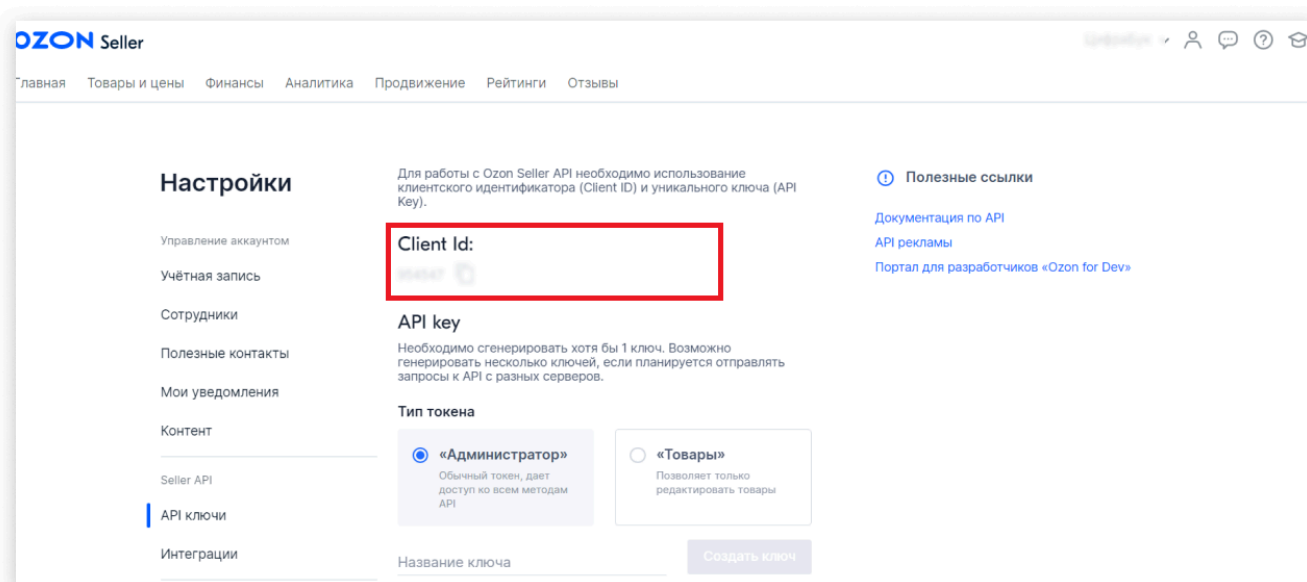 OZON Seller
Главная Товары и цены Финансы Аналитика Продвижение Рейтинги Отзывы
Настройки
Управление аккаунтом
Учётная запись
Сотрудники
Полезные контакты
Мои уведомления
Контент
Seller API
API ключи
Интеграции
Для работы с Ozon Seller API необходимо использование
клиентского идентификатора (Client ID) и уникального ключа (API
Key).
Client Id:
API key
Необходимо сгенерировать хотя бы 1 ключ. Возможно
генерировать несколько ключей, если планируется отправлять
запросы к API с разных серверов.
Тип токена
«Администратор»
Обычный токен, дает
доступ ко всем методам
API
«Товары»
Позволяет только
редактировать товары
Название ключа
Создать ключ
Полезные ссылки
Документация по API
API рекламы
Портал для разработчиков «Ozon for Dev»